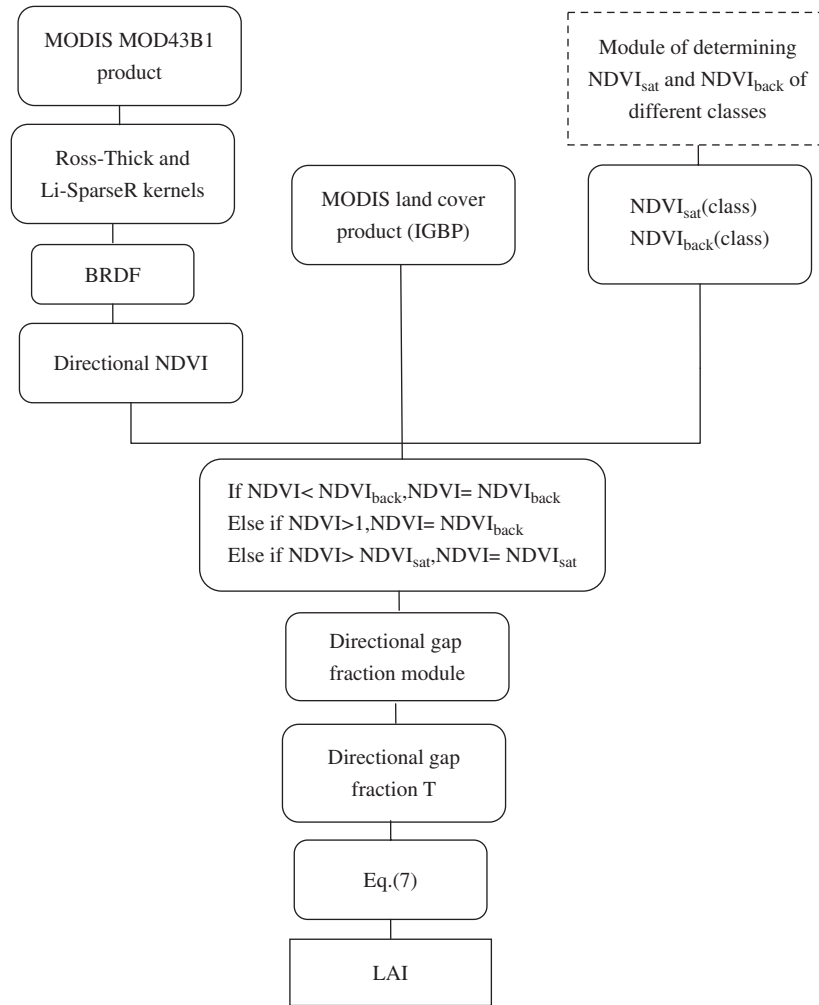 MODIS MOD43B1
product
Ross-Thick and
Li-SparseR kernels
BRDF
Directional NDVI
MODIS land cover
product (IGBP)
Module of determining
NDVIsat and NDVIback of
different classes
NDVIsat(class)
NDVIback(class)
If NDVI< NDVIback,NDVI= NDVIback
Else if NDVI>1,NDVI= NDVIback
Else if NDVI> NDVIsat,NDVI= NDVIsat
Directional gap
fraction module
Directional gap
fraction T
Eq.(7)
LAI